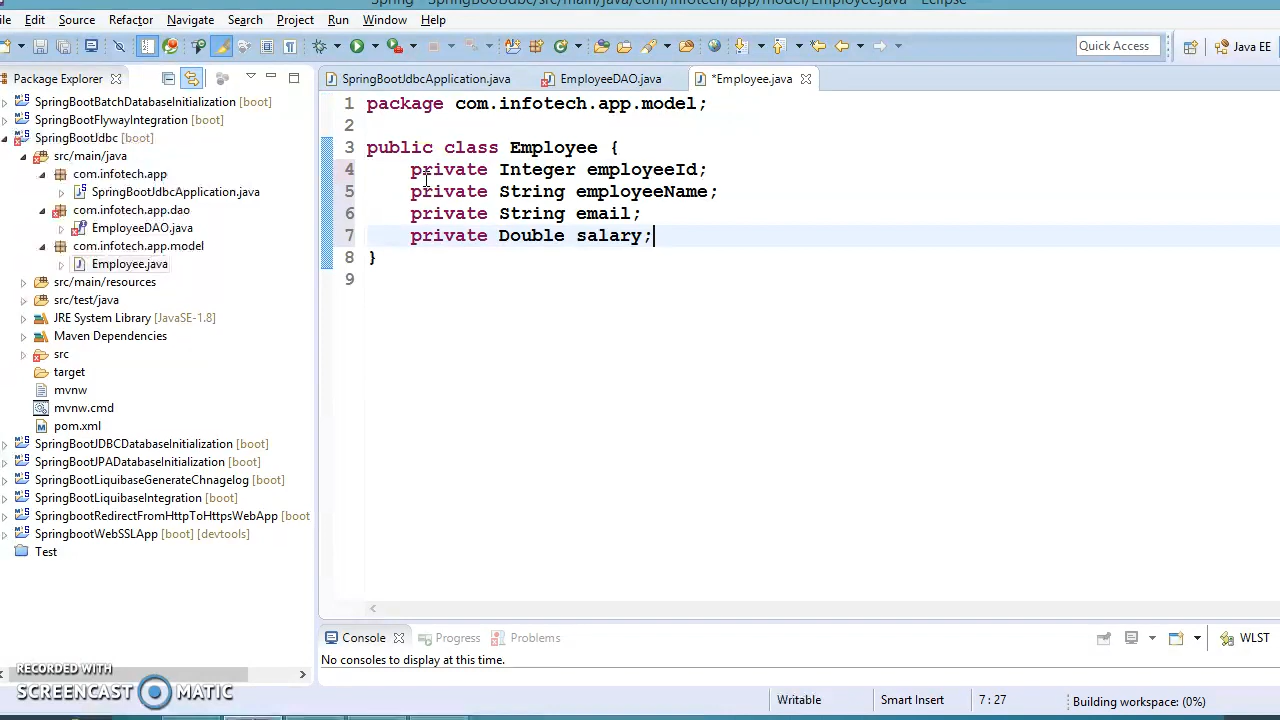 Spring - SpringBootJdbc/src/main/java/com/infotech/app/model/Employee.java - Eclipse
Edit Source Refactor Navigate Search Project Run Window Help
Quick Access
Java EE
Package Explorer
SpringBootJdbcApplication.java
EmployeeDAO.java
*Employee.java
SpringBootBatchDatabaseInitialization [boot]
SpringBootFlywayIntegration [boot]
SpringBootJdbc [boot]
src/main/java
com.infotech.app
SpringBootJdbcApplication.java
com.infotech.app.dao
EmployeeDAO.java
com.infotech.app.model
Employee.java
src/main/resources
src/test/java
JRE System Library [JavaSE-1.8]
Maven Dependencies
src
target
mvnw
mvnw.cmd
pom.xml
SpringBootJDBCDatabaseInitialization [boot]
SpringBootJPADatabaseInitialization [boot]
SpringBootLiquibaseGenerateChnagelog [boot]
SpringBootLiquibaseIntegration [boot]
SpringbootRedirectFromHttpToHttpsWebApp [boot
SpringbootWebSSLApp [boot] [devtools]
Test
1 package com.infotech.app.model;
2
3 public class Employee {
4 private Integer employeeId;
5 private String employeeName;
6 private String email;
7 private Double salary;
8 }
9
Console
Progress
Problems
WLST
No consoles to display at this time.
RECORDED WITH
SCREENCAST MATIC
Writable
Smart Insert
7 : 27
Building workspace: (0%)